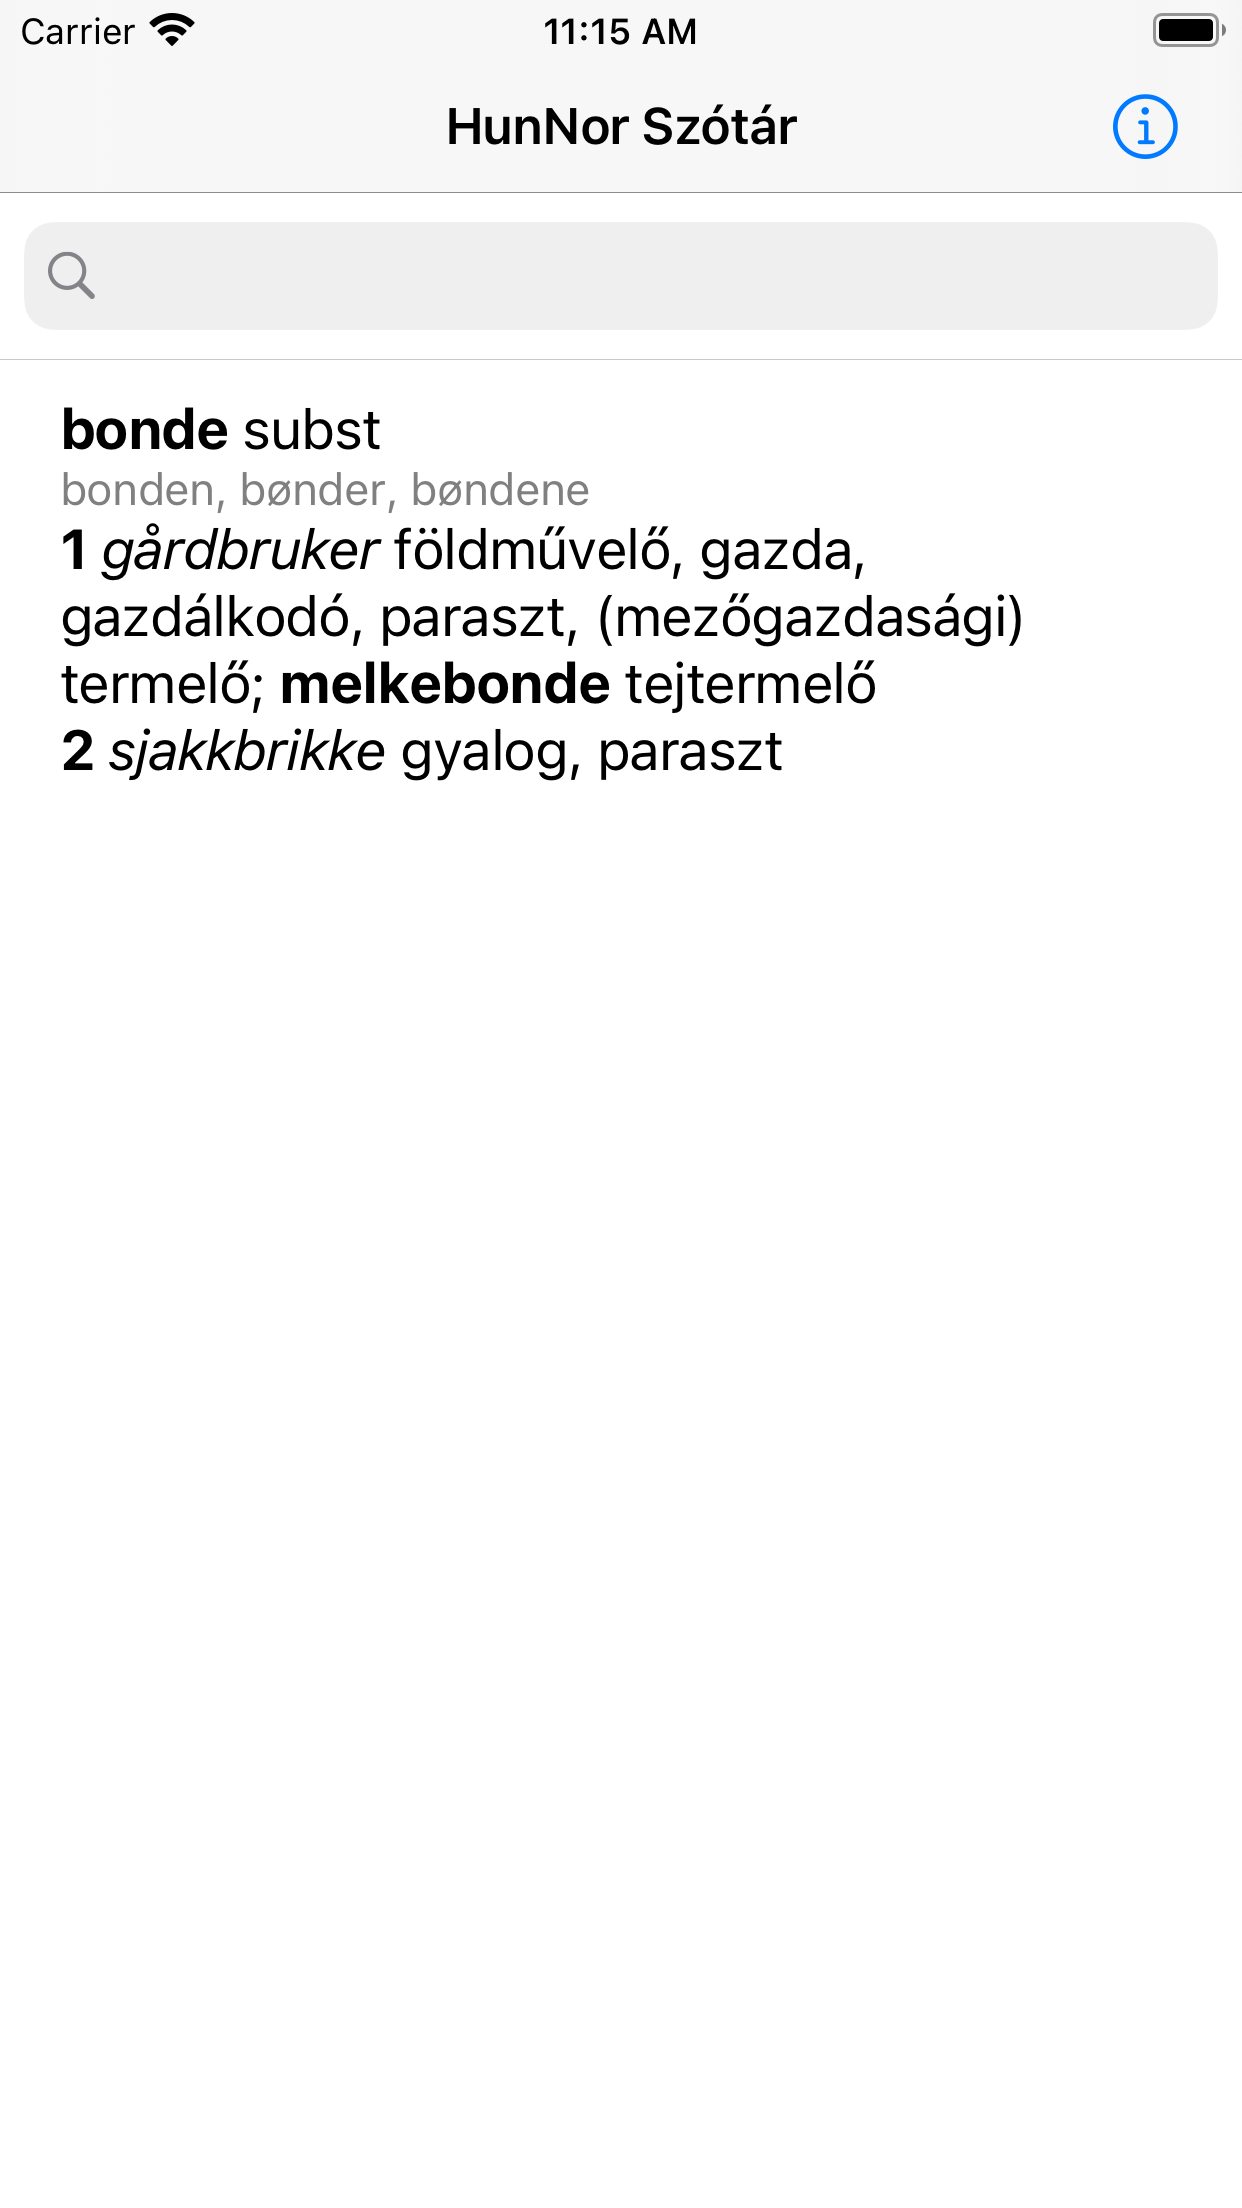 Carrier
11:15 AM
HunNor Szótár
bonde subst
bonden, bønder, bøndene
1 gårdbruker földművelő, gazda,
gazdálkodó, paraszt, (mezőgazdasági)
termelő; melkebonde tejtermelő
2 sjakkbrikke gyalog, paraszt